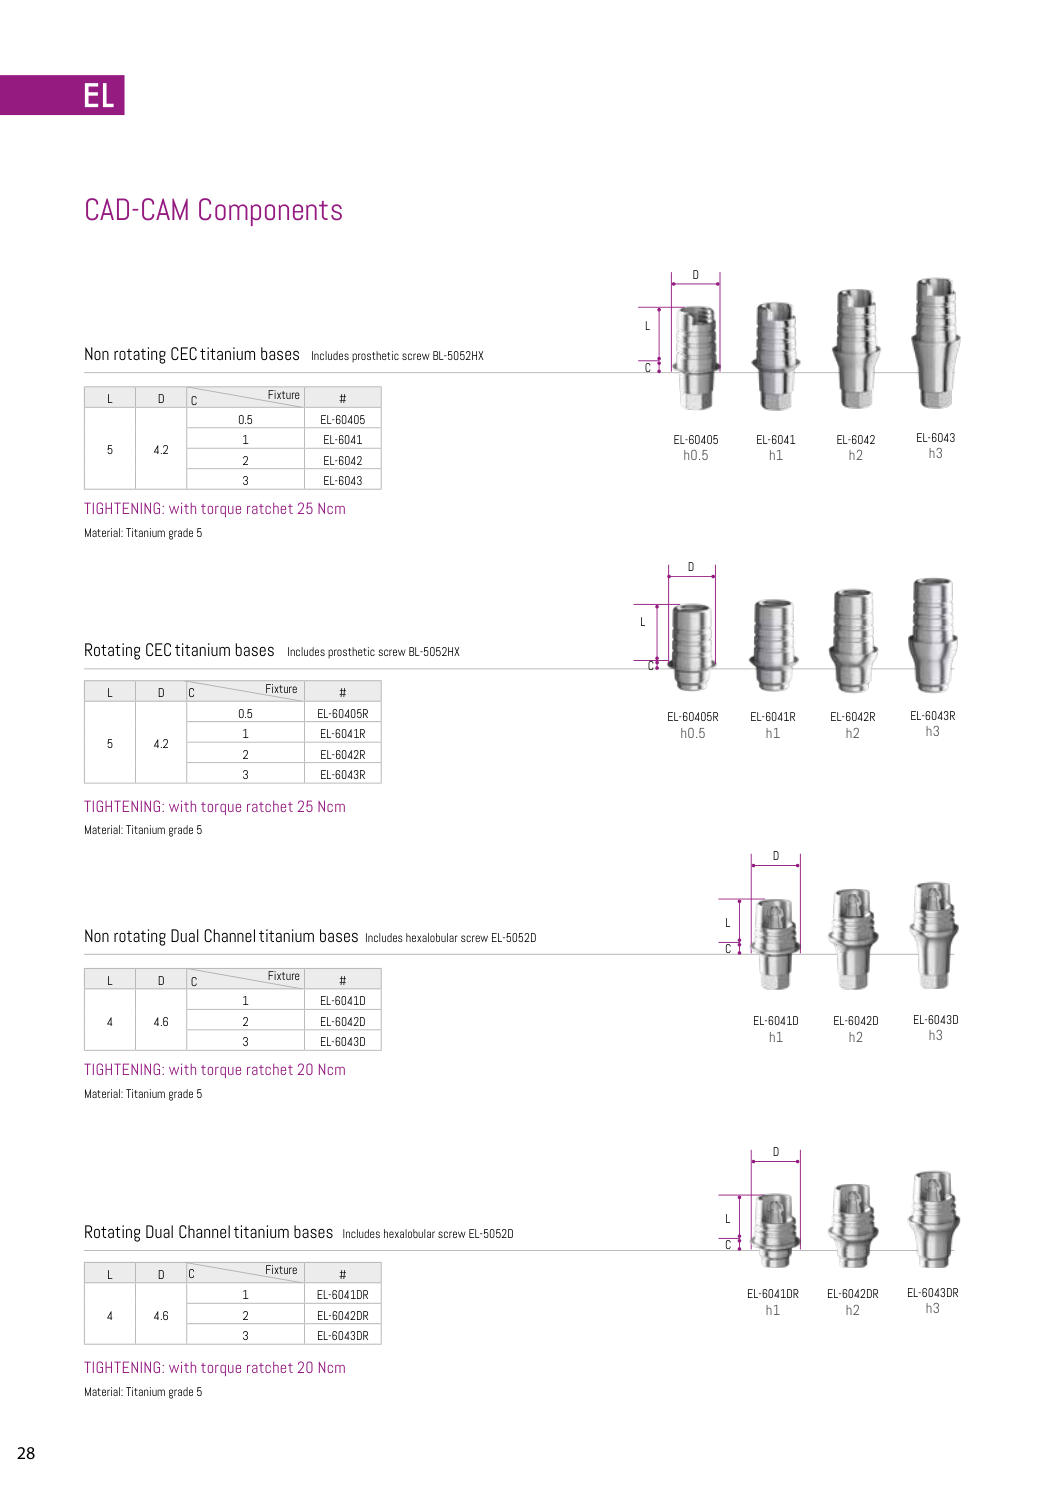 EL
CAD-CAM Components
D
L
C
Non rotating CEC titanium bases Includes prosthetic screw BL-5052HX
L D C Fixture #
5 4.2
0.5 EL-60405
1 EL-6041
2 EL-6042
3 EL-6043
EL-60405 EL-6041 EL-6042 EL-6043
h0.5 h1 h2 h3
TIGHTENING: with torque ratchet 25 Ncm
Material: Titanium grade 5
D
L
C
Rotating CEC titanium bases Includes prosthetic screw BL-5052HX
L D C Fixture #
5 4.2
0.5 EL-60405R
1 EL-6041R
2 EL-6042R
3 EL-6043R
EL-60405R EL-6041R EL-6042R EL-6043R
h0.5 h1 h2 h3
TIGHTENING: with torque ratchet 25 Ncm
Material: Titanium grade 5
D
L
C
Non rotating Dual Channel titanium bases Includes hexalobular screw EL-5052D
L D C Fixture #
4 4.6
1 EL-6041D
2 EL-6042D
3 EL-6043D
EL-6041D EL-6042D EL-6043D
h1 h2 h3
TIGHTENING: with torque ratchet 20 Ncm
Material: Titanium grade 5
D
L
C
Rotating Dual Channel titanium bases Includes hexalobular screw EL-5052D
L D C Fixture #
4 4.6
1 EL-6041DR
2 EL-6042DR
3 EL-6043DR
EL-6041DR EL-6042DR EL-6043DR
h1 h2 h3
TIGHTENING: with torque ratchet 20 Ncm
Material: Titanium grade 5
28